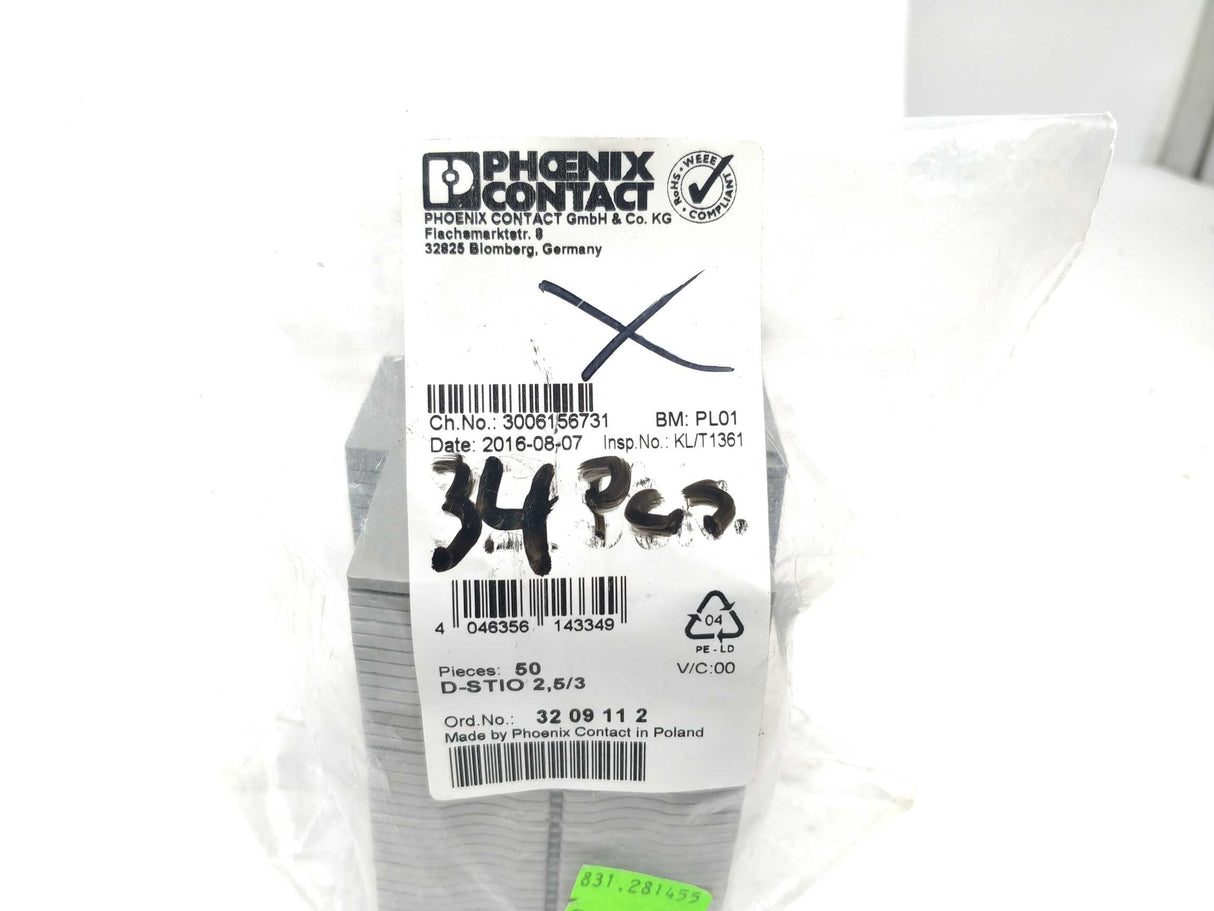 PHŒNIX
CONTACT
WEEE RoHS COMPLIANT
PHOENIX CONTACT GmbH & Co. KG
Flachsmarktstr. 8
32825 Blomberg, Germany
Ch.No.: 3006156731 BM: PL01
Date: 2016-08-07 Insp.No.: KL/T1361
34 Pcs.
4 046356 143349
04
PE-LD
Pieces: 50 V/C:00
D-STIO 2,5/3
Ord.No.: 32 09 11 2
Made by Phoenix Contact in Poland
831.281455